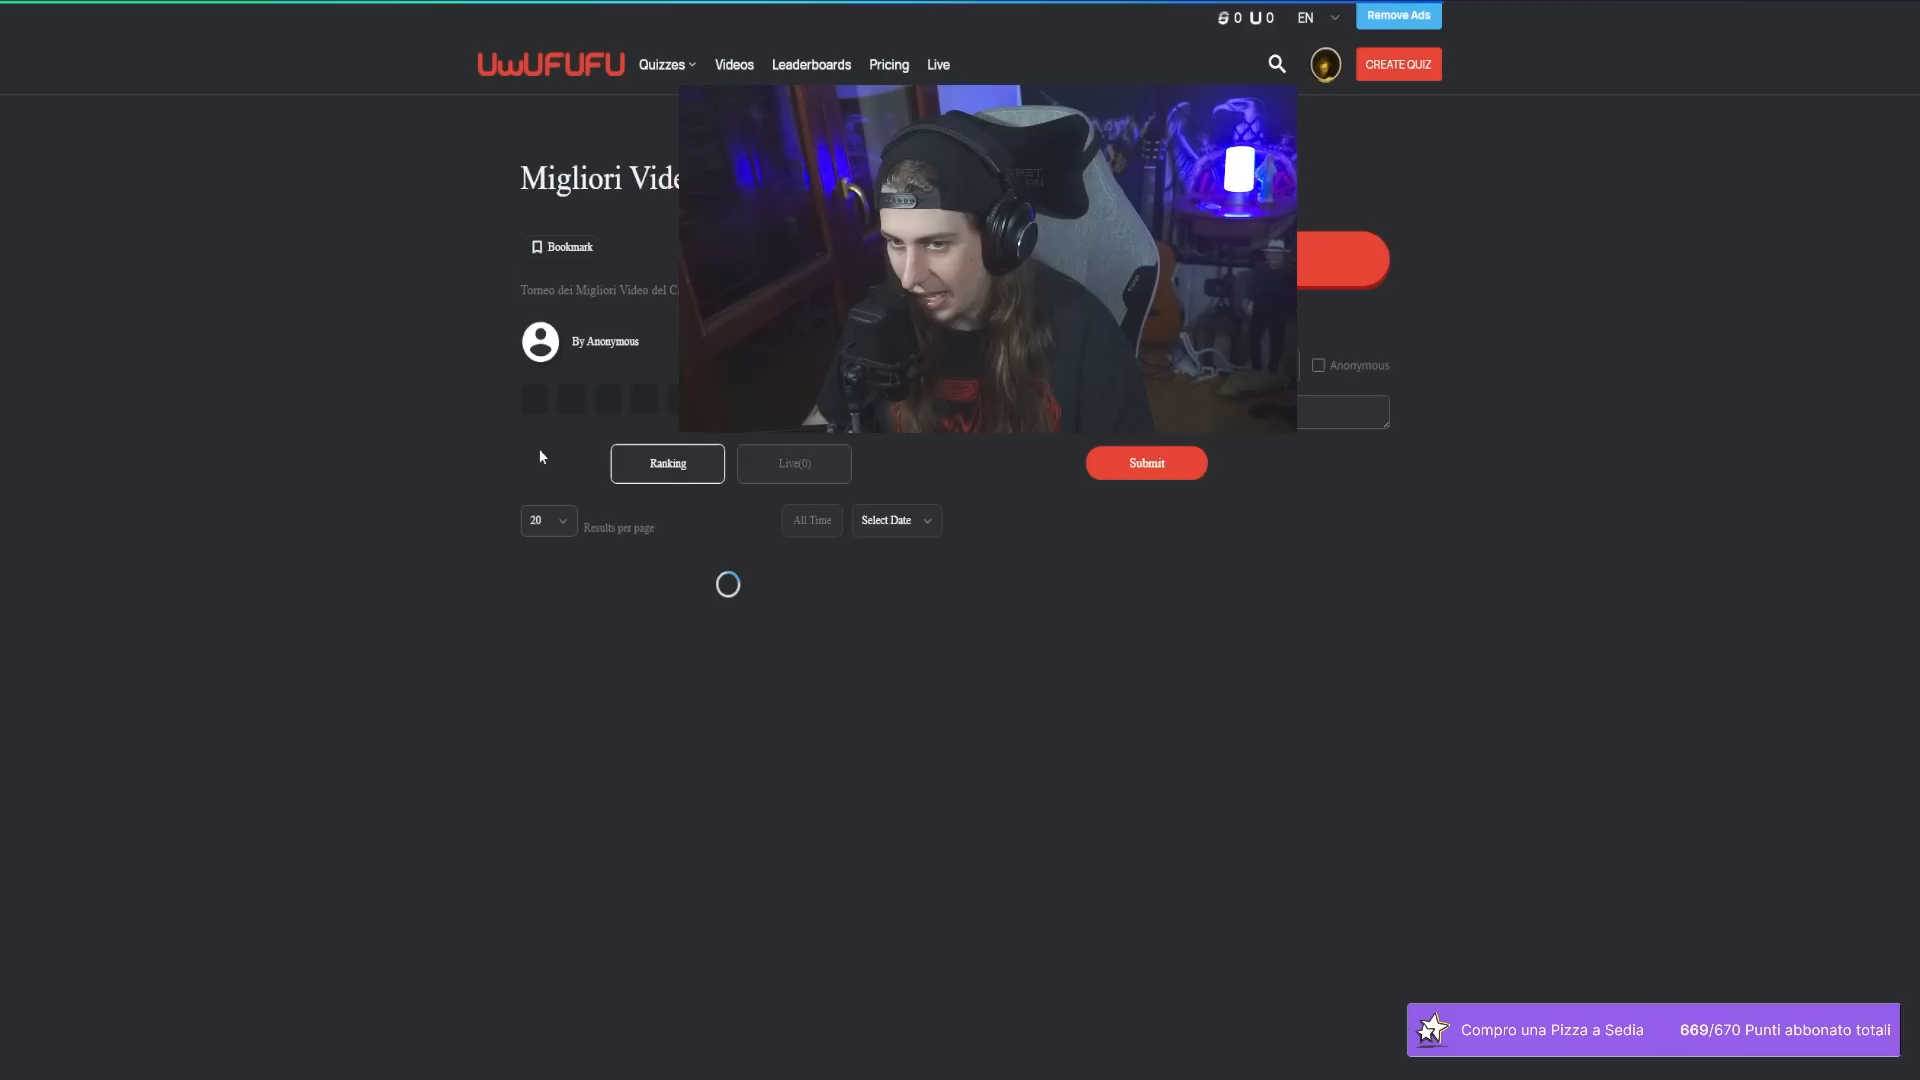 0 0 EN Remove Ads
UwUFUFU Quizzes Videos Leaderboards Pricing Live CREATE QUIZ
Migliori Vide
Bookmark
Torneo dei Migliori Video del C
By Anonymous
Anonymous
Ranking Live(0) Submit
20 Results per page All Time Select Date
Compro una Pizza a Sedia 669/670 Punti abbonato totali